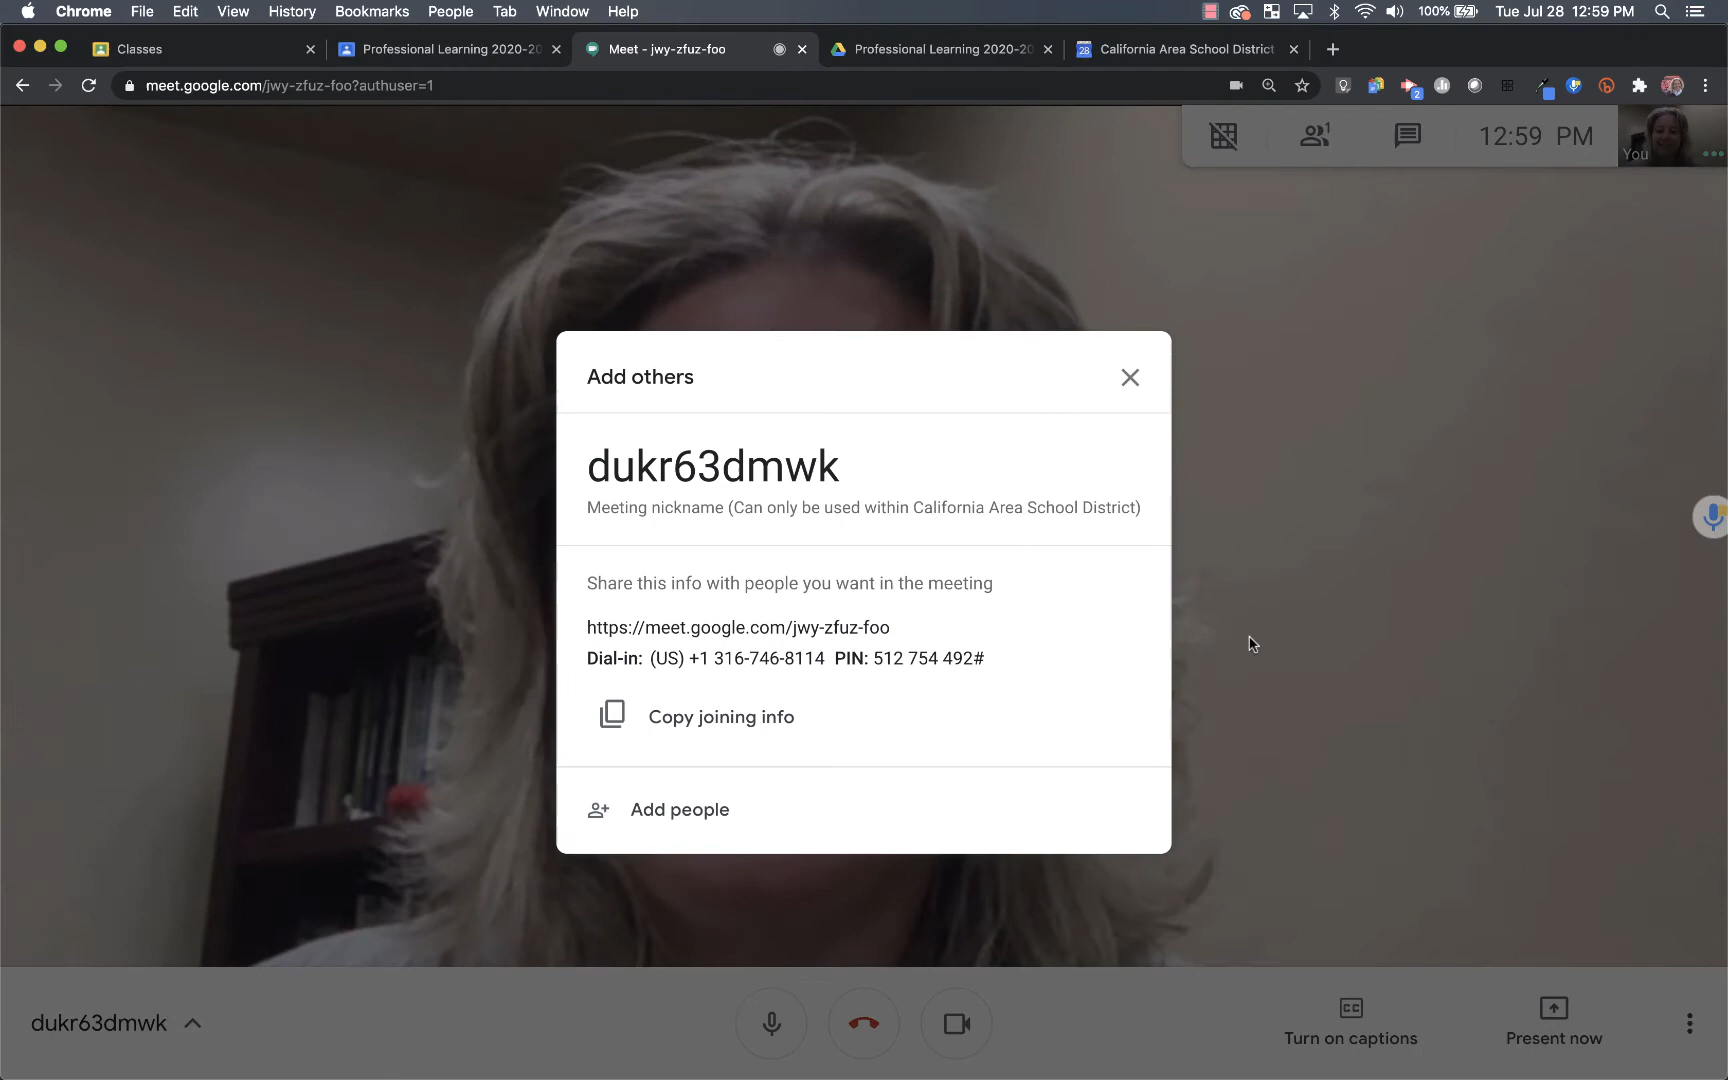 Chrome File Edit View History Bookmarks People Tab Window Help 100% Tue Jul 28 12:59 PM
Classes Professional Learning 2020-20 Meet - jwy-zfuz-foo Professional Learning 2020-20 28 California Area School District
meet.google.com/jwy-zfuz-foo?authuser=1 2
1 12:59 PM You
Add others
dukr63dmwk
Meeting nickname (Can only be used within California Area School District)
Share this info with people you want in the meeting
https://meet.google.com/jwy-zfuz-foo
Dial-in: (US) +1 316-746-8114 PIN: 512 754 492#
Copy joining info
Add people
dukr63dmwk
CC
Turn on captions
Present now